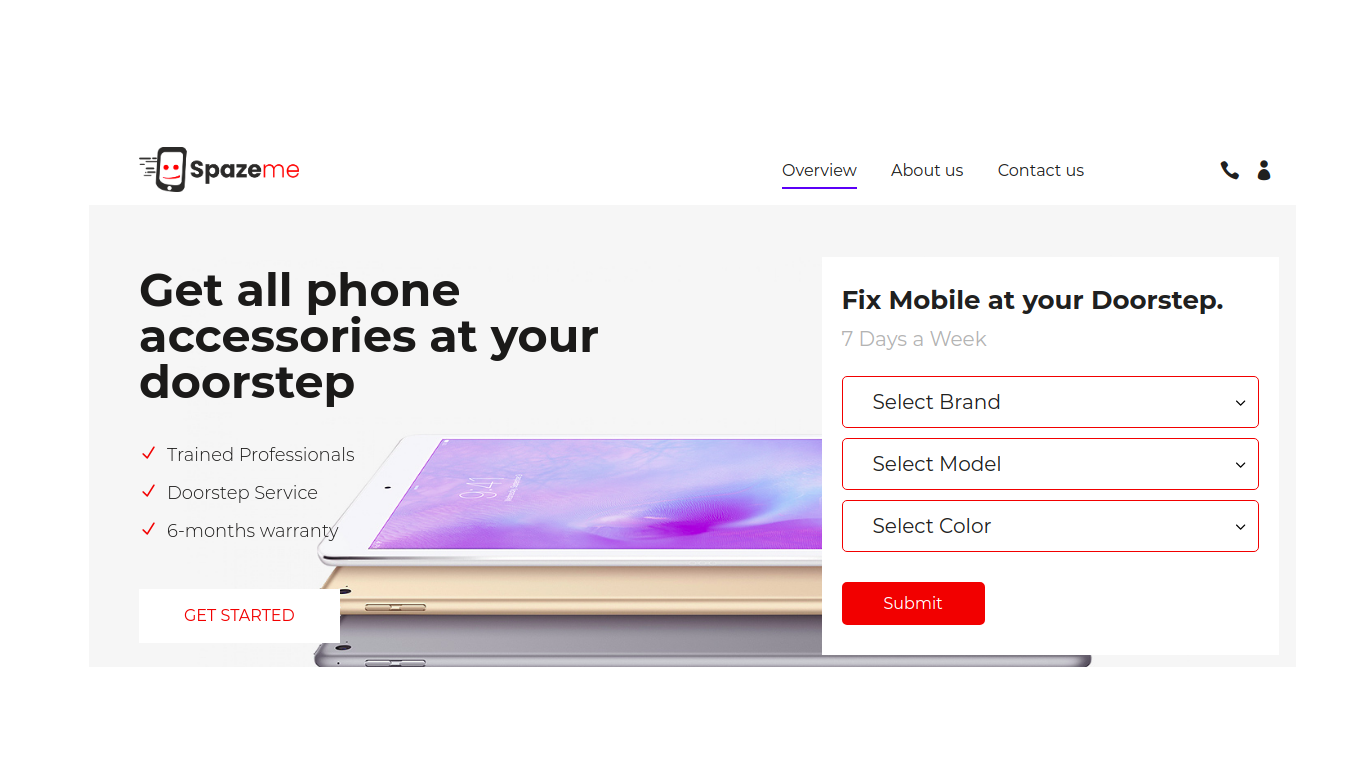 Spazeme
Overview About us Contact us
Get all phone
accessories at your
doorstep
Trained Professionals
Doorstep Service
6-months warranty
GET STARTED
9:41
Fix Mobile at your Doorstep.
7 Days a Week
Select Brand
Select Model
Select Color
Submit